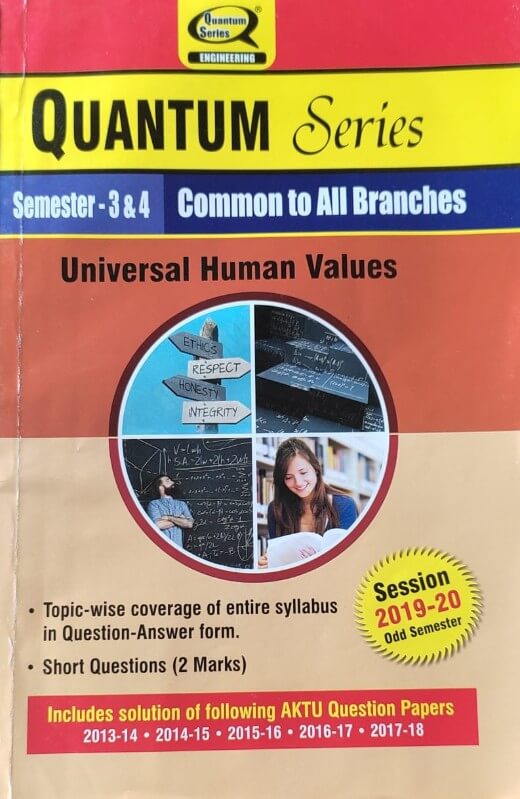 Quantum
Series
®
ENGINEERING
QUANTUM Series
Semester - 3 & 4 Common to All Branches
Universal Human Values
ETHICS
RESPECT
HONESTY
INTEGRITY
Session
2019-20
Odd Semester
• Topic-wise coverage of entire syllabus
in Question-Answer form.
• Short Questions (2 Marks)
Includes solution of following AKTU Question Papers
2013-14 • 2014-15 • 2015-16 • 2016-17 • 2017-18